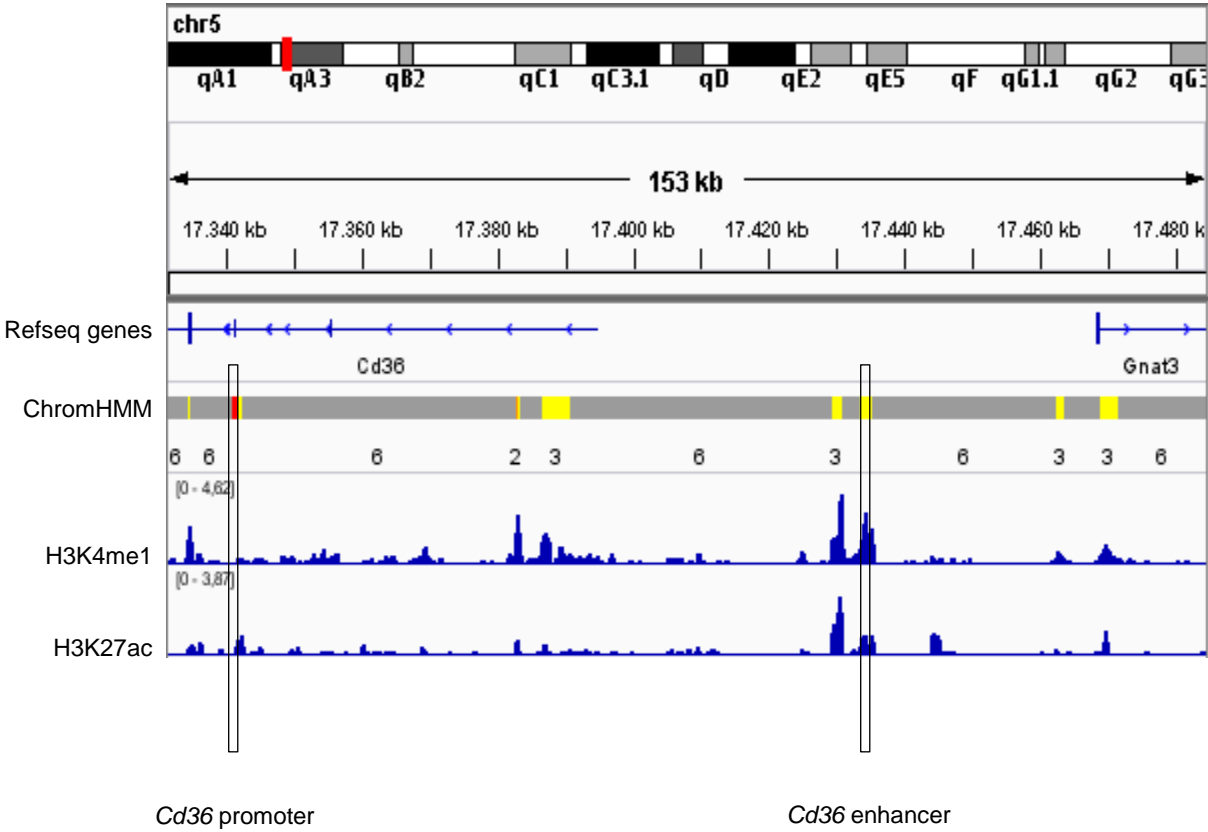 chr5
qA1 qA3 qB2 qC1 qC3.1 qD qE2 qE5 qF qG1.1 qG2 qG3
153 kb
17.340 kb 17.360 kb 17.380 kb 17.400 kb 17.420 kb 17.440 kb 17.460 kb 17.480 k
Refseq genes
Cd36 Gnat3
ChromHMM
6 6 6 2 3 6 3 6 3 3 6
[0 - 4,62]
H3K4me1
[0 - 3,87]
H3K27ac
Cd36 promoter Cd36 enhancer